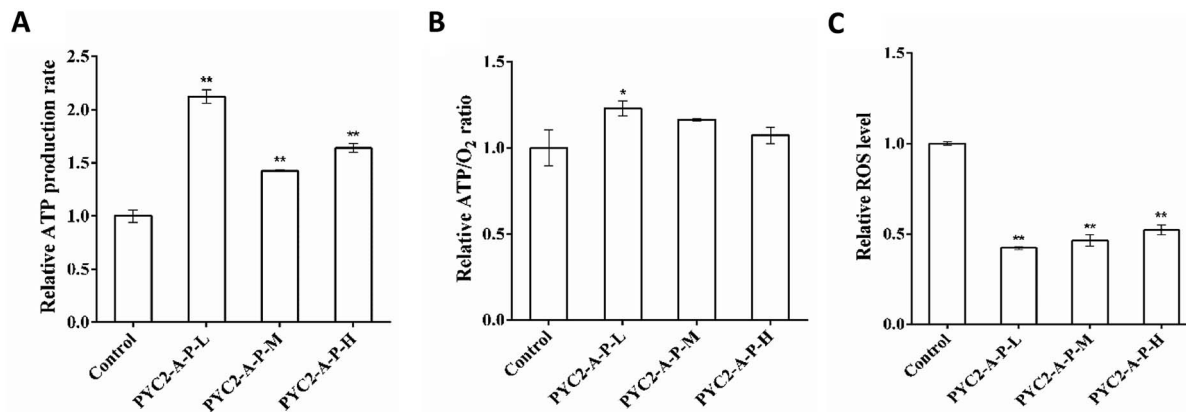 A
Relative ATP production rate
2.5
2.0
1.5
1.0
0.5
0.0
**
**
**
Control
PYC2-A-P-L
PYC2-A-P-M
PYC2-A-P-H
B
Relative ATP/O2 ratio
1.5
1.0
0.5
0.0
*
Control
PYC2-A-P-L
PYC2-A-P-M
PYC2-A-P-H
C
Relative ROS level
1.5
1.0
0.5
0.0
**
**
**
Control
PYC2-A-P-L
PYC2-A-P-M
PYC2-A-P-H